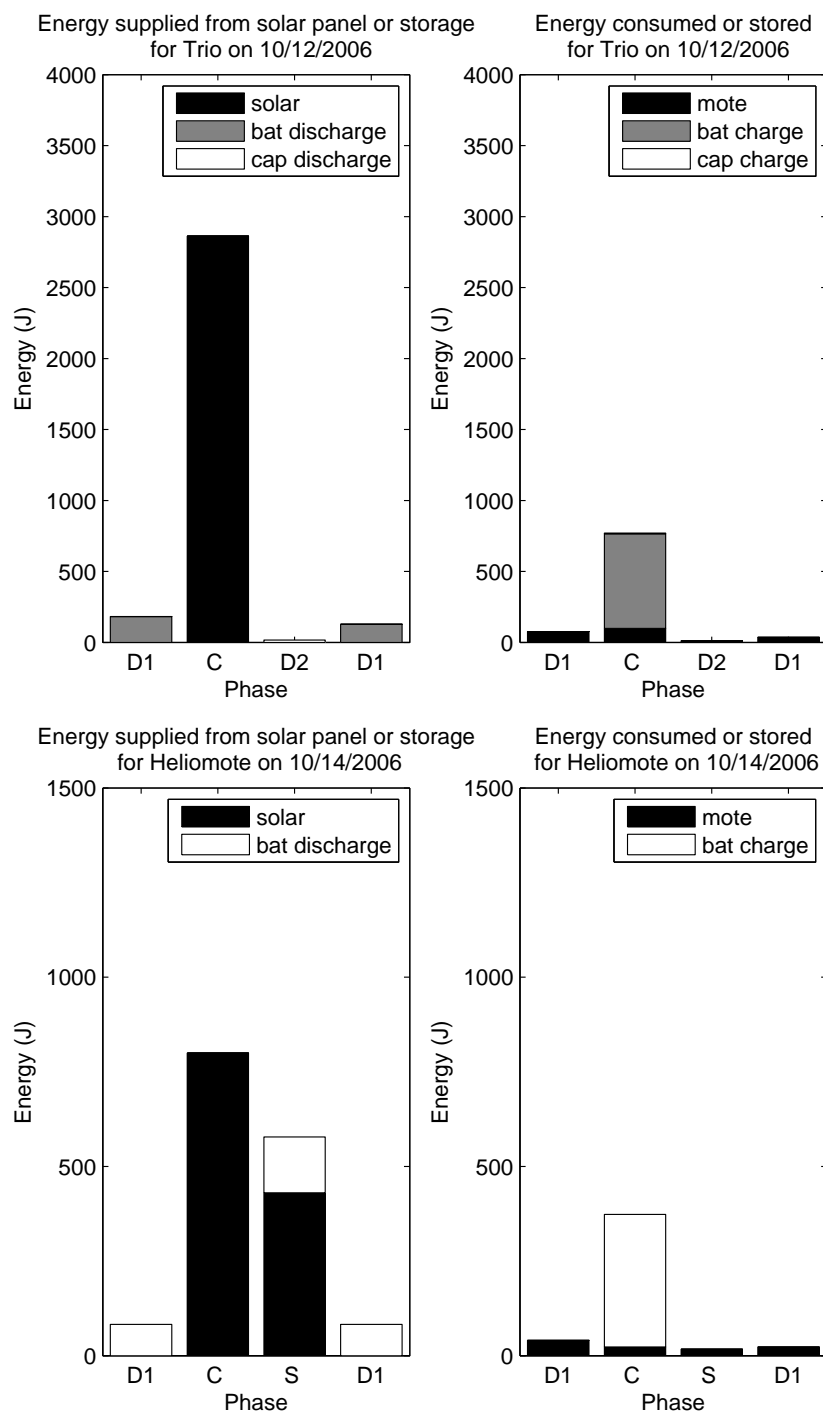 Energy supplied from solar panel or storage
for Trio on 10/12/2006
4000
3500
3000
2500
2000
1500
1000
500
0
Energy (J)
solar
bat discharge
cap discharge
D1 C D2 D1
Phase
Energy consumed or stored
for Trio on 10/12/2006
4000
3500
3000
2500
2000
1500
1000
500
0
Energy (J)
mote
bat charge
cap charge
D1 C D2 D1
Phase
Energy supplied from solar panel or storage
for Heliomote on 10/14/2006
1500
1000
500
0
Energy (J)
solar
bat discharge
D1 C S D1
Phase
Energy consumed or stored
for Heliomote on 10/14/2006
1500
1000
500
0
Energy (J)
mote
bat charge
D1 C S D1
Phase